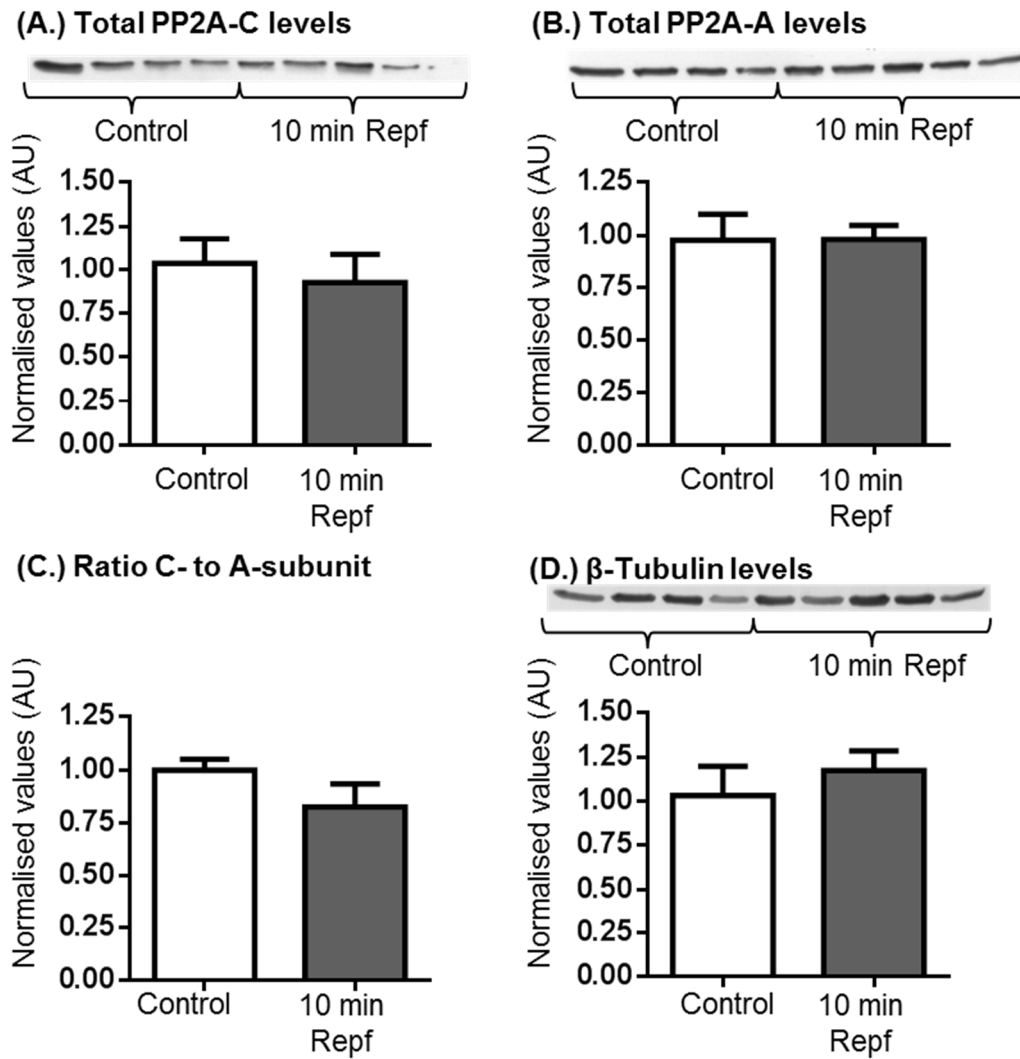 (A.) Total PP2A-C levels
Control
10 min Repf
Normalised values (AU)
1.50
1.25
1.00
0.75
0.50
0.25
0.00
Control
10 min
Repf
(B.) Total PP2A-A levels
Control
10 min Repf
Normalised values (AU)
1.25
1.00
0.75
0.50
0.25
0.00
Control
10 min
Repf
(C.) Ratio C- to A-subunit
Normalised values (AU)
1.25
1.00
0.75
0.50
0.25
0.00
Control
10 min
Repf
(D.) β-Tubulin levels
Control
10 min Repf
Normalised values (AU)
1.50
1.25
1.00
0.75
0.50
0.25
0.00
Control
10 min
Repf